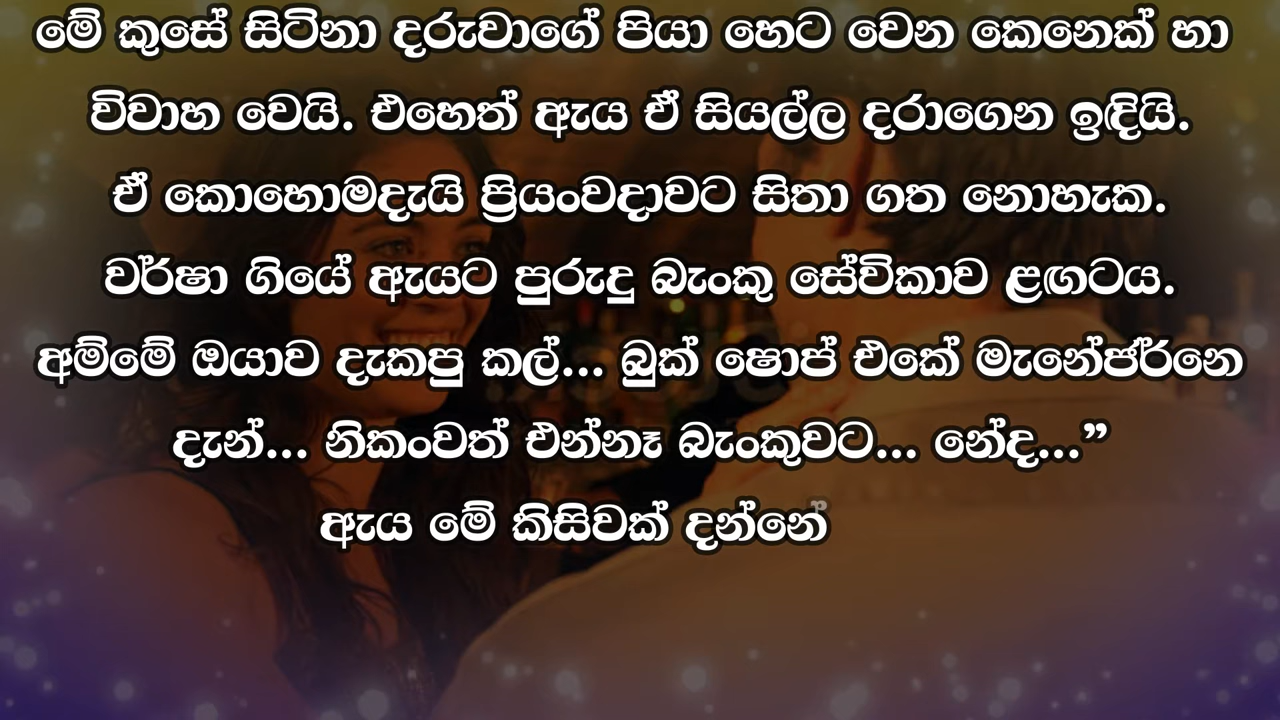 මේ කුසේ සිටිනා දරුවාගේ පියා හෙට වෙන කෙනෙක් හා
විවාහ වෙයි. එහෙත් ඇය ඒ සියල්ල දරාගෙන ඉඳියි.
ඒ කොහොමදැයි ප්‍රියංවදාවට සිතා ගත නොහැක.
වර්ෂා ගියේ ඇයට පුරුදු බැංකු සේවිකාව ළඟටය.
අම්මේ ඔයාව දැකපු කල්... බුක් ෂොප් එකේ මැනේජර්නෙ
දැන්... නිකංවත් එන්නෑ බැංකුවට... නේද...”
ඇය මේ කිසිවක් දන්නේ